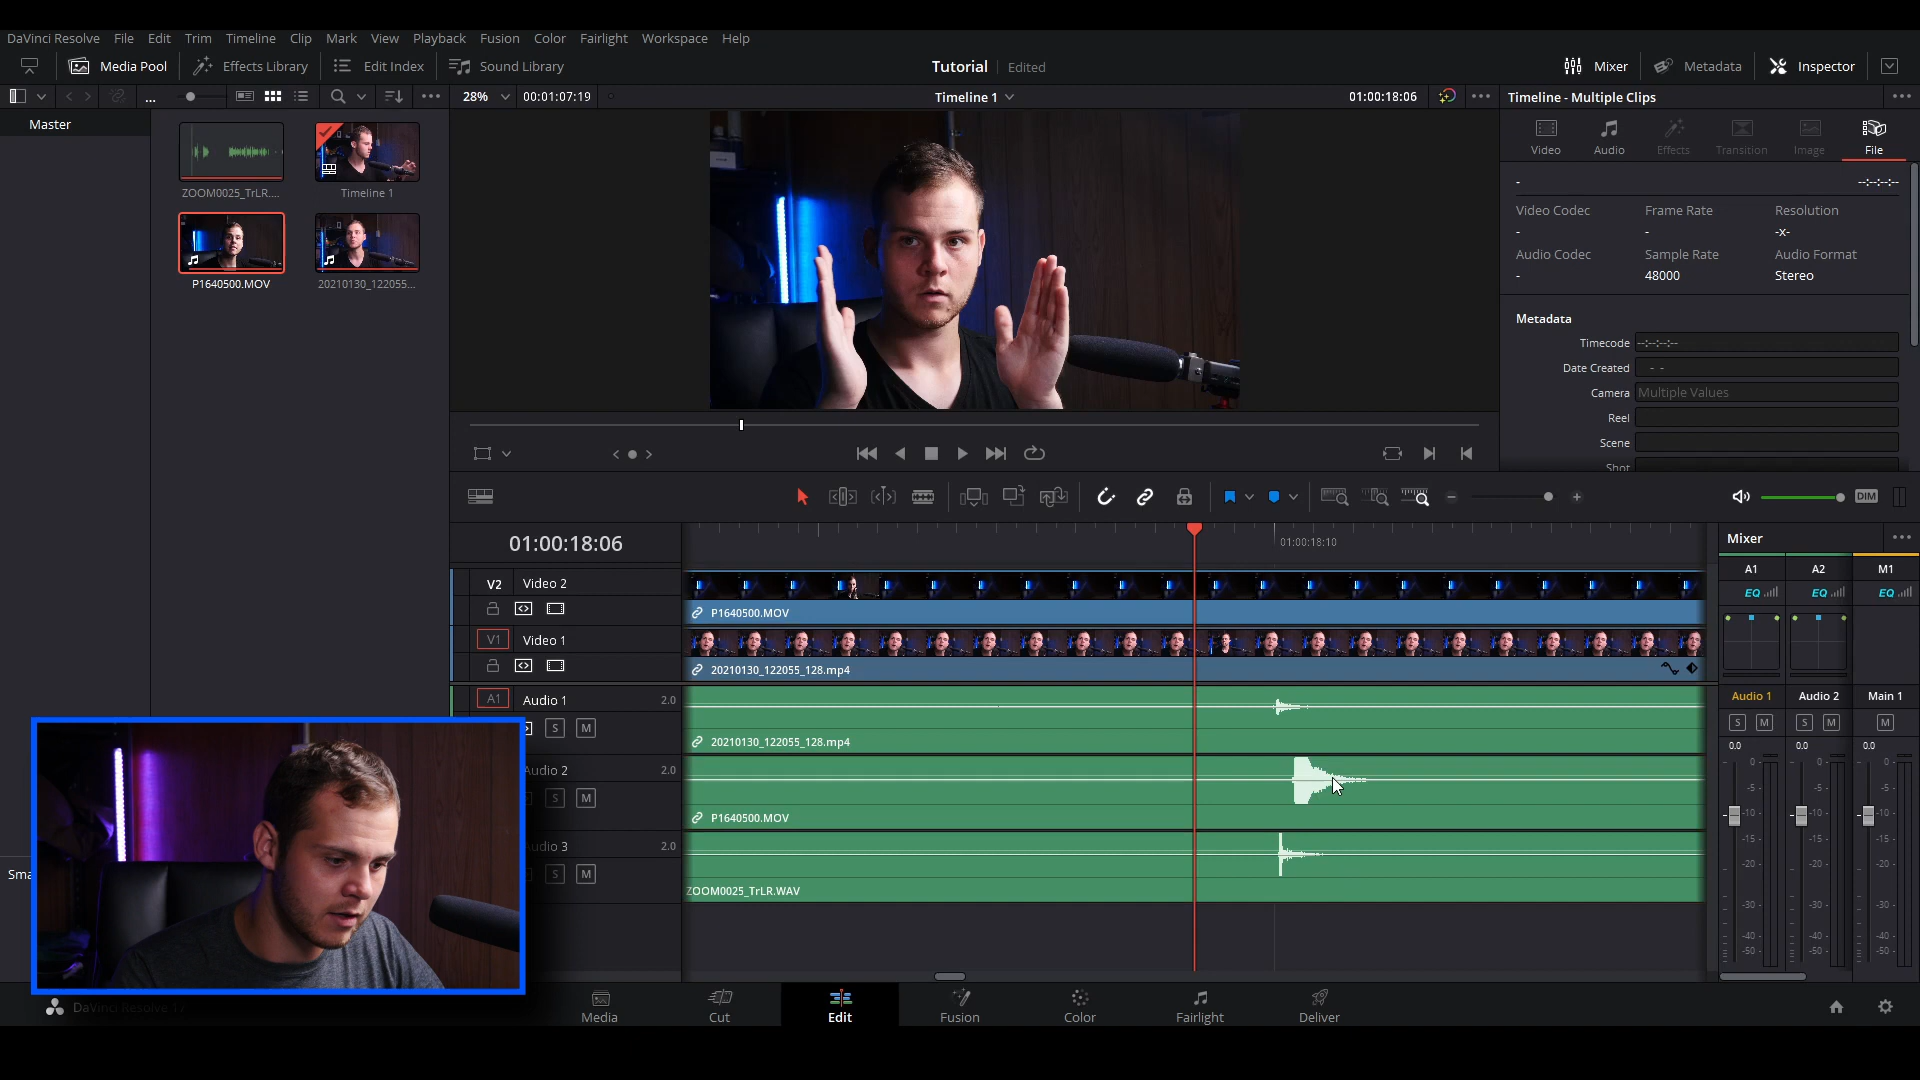 DaVinci Resolve File Edit Trim Timeline Clip Mark View Playback Fusion Color Fairlight Workspace Help
Media Pool Effects Library Edit Index Sound Library Tutorial Edited Mixer Metadata Inspector
... 28% 00:01:07:19 Timeline 1 01:00:18:06 Timeline - Multiple Clips
Master
Video Audio Effects Transition Image File
ZOOM0025_TrLR.... Timeline 1
- --:--:--:--
Video Codec Frame Rate Resolution
- - -x-
Audio Codec Sample Rate Audio Format
- 48000 Stereo
P1640500.MOV 20210130_122055...
Metadata
Timecode --:--:--:--
Date Created - -
Camera Multiple Values
Reel
Scene
Shot
DIM
01:00:18:06 01:00:18:10 Mixer
A1 A2 M1
V2 Video 2
EQ EQ EQ
P1640500.MOV
V1 Video 1
20210130_122055_128.mp4
A1 Audio 1 2.0 Audio 1 Audio 2 Main 1
S M S M S M M
20210130_122055_128.mp4 0.0 0.0 0.0
Audio 2 2.0 0 0 0
-5 -5 -5
S M
-10 -10 -10
P1640500.MOV
-15 -15 -15
Audio 3 2.0
-20 -20 -20
Sma S M
ZOOM0025_TrLR.WAV
-30 -30 -30
-40 -40 -40
-50 -50 -50
DaVinci Resolve 17 Media Cut Edit Fusion Color Fairlight Deliver